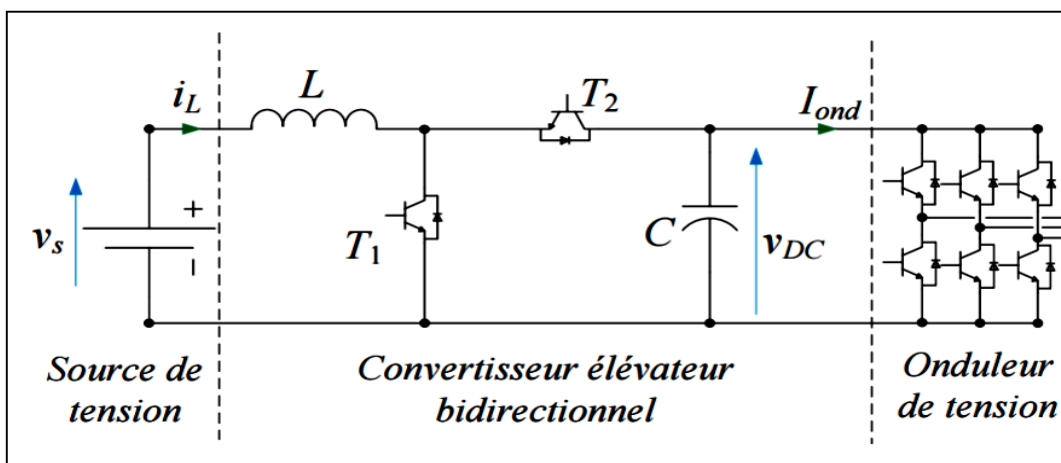 i_L
L
T_2
I_ond
+
v_s
−
T_1
C
v_DC
Source de
tension
Convertisseur élévateur
bidirectionnel
Onduleur
de tension